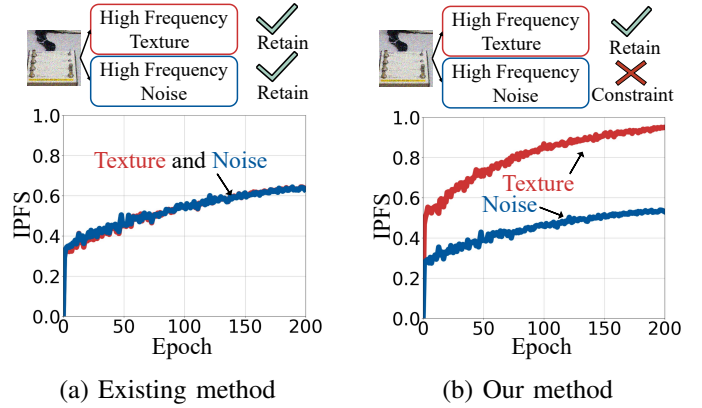 High Frequency
Texture
Retain
High Frequency
Noise
Retain
1.0
0.8
0.6
0.4
0.2
0.0
IPFS
Texture and Noise
0
50
100
150
200
Epoch
(a) Existing method
High Frequency
Texture
Retain
High Frequency
Noise
Constraint
1.0
0.8
0.6
0.4
0.2
0.0
IPFS
Texture
Noise
0
50
100
150
200
Epoch
(b) Our method